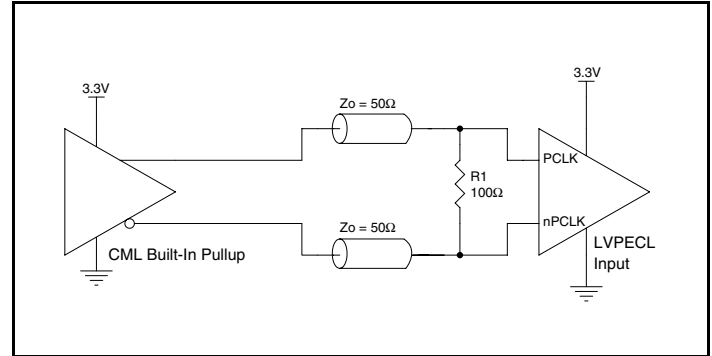 3.3V
3.3V
Zo = 50Ω
PCLK
R1
100Ω
nPCLK
Zo = 50Ω
CML Built-In Pullup
LVPECL
Input